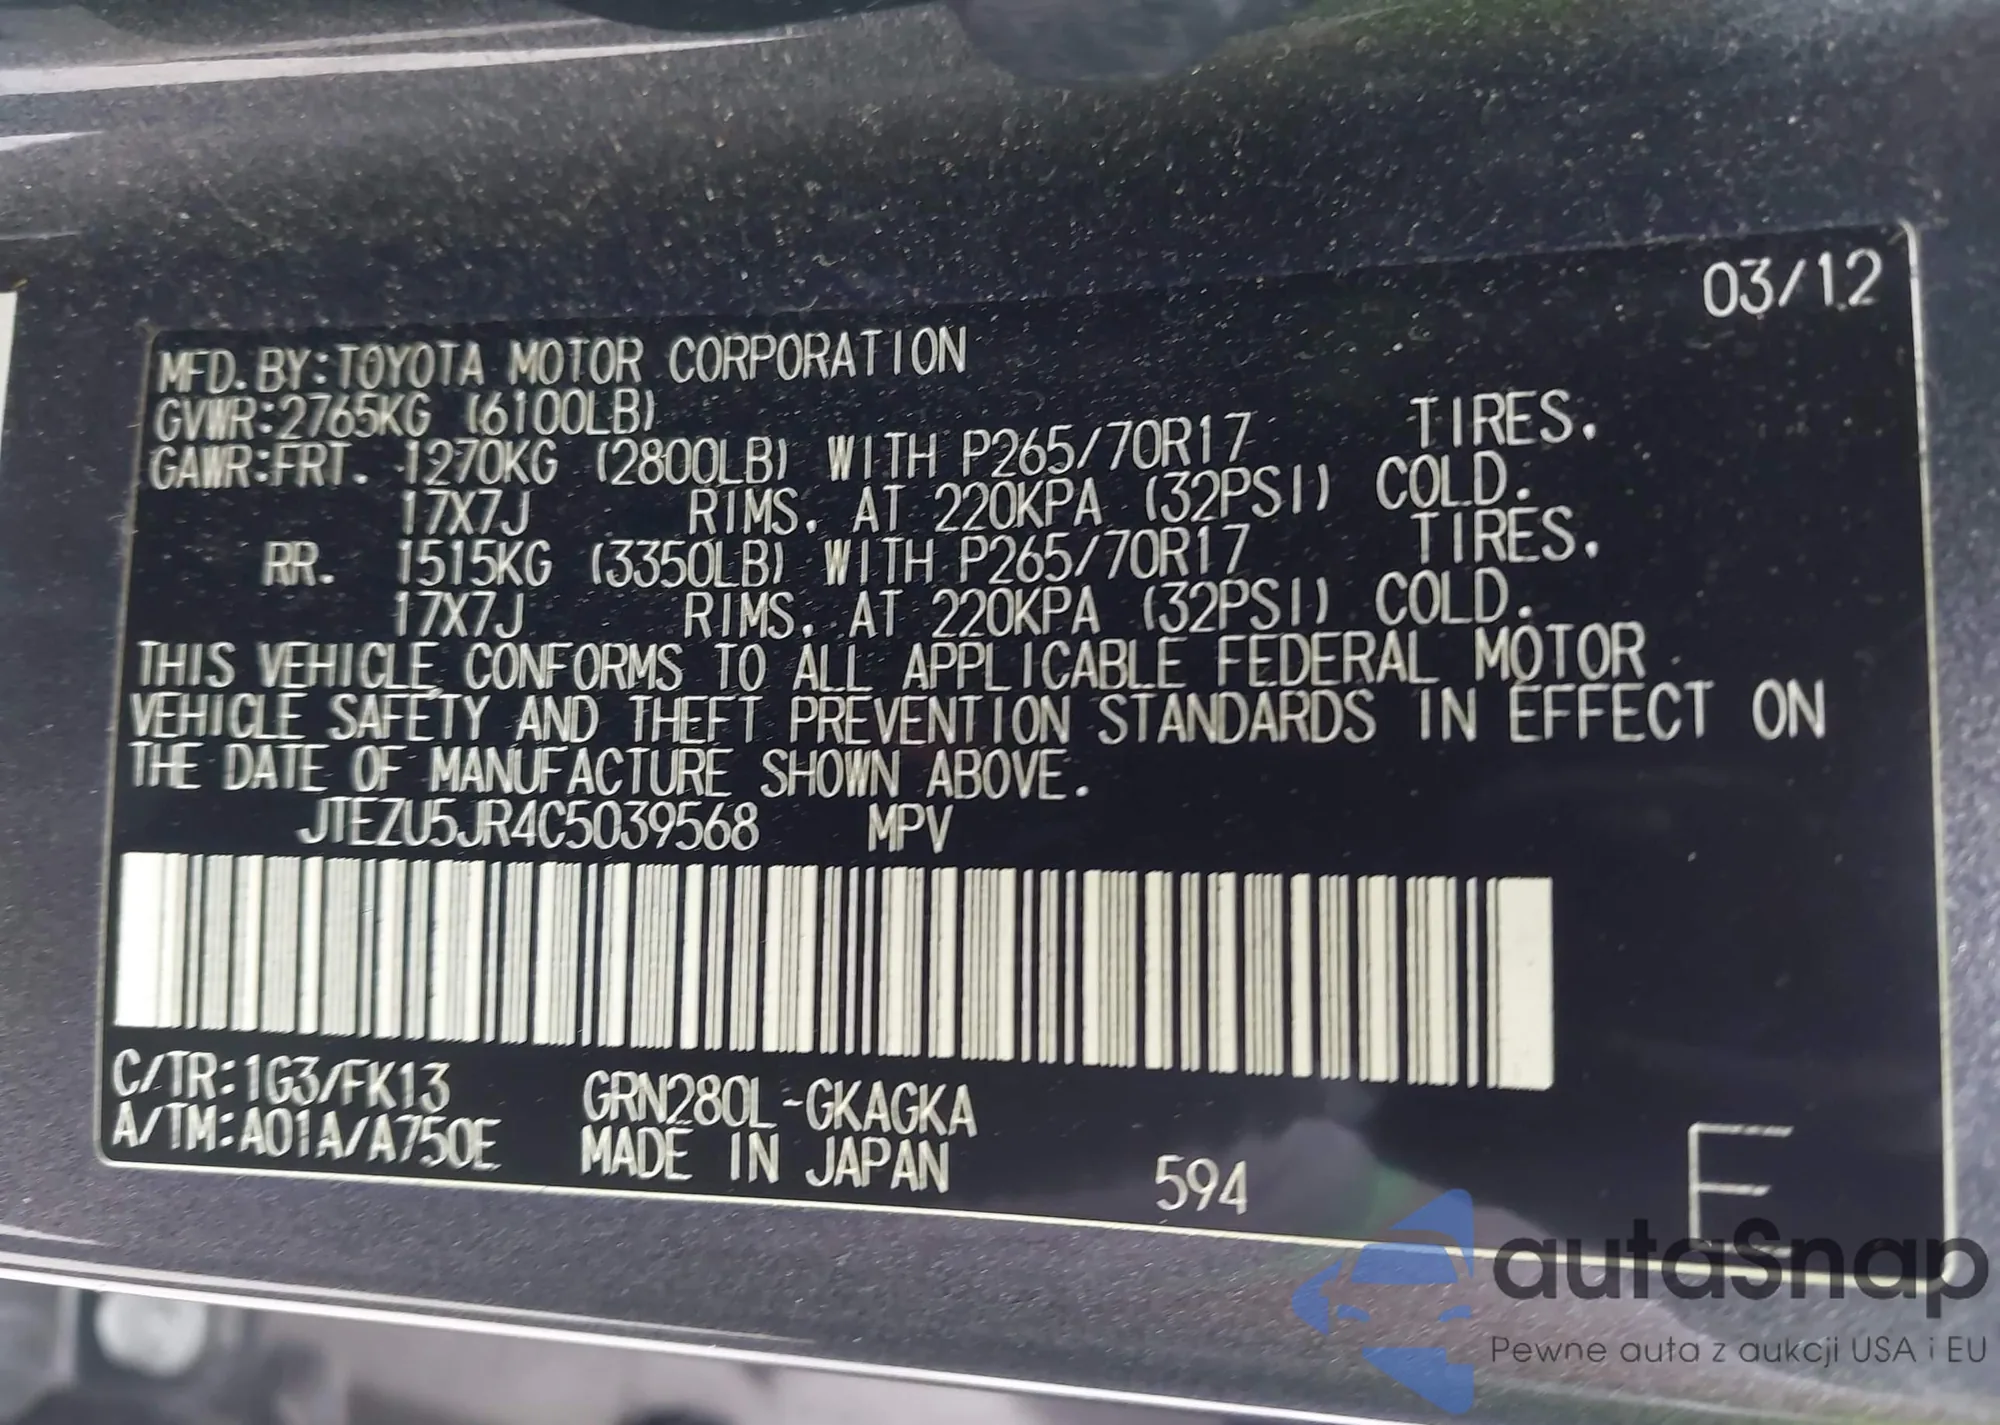 03/12
MFD.BY:TOYOTA MOTOR CORPORATION
GVWR:2765KG (6100LB)
GAWR:FRT. 1270KG (2800LB) WITH P265/70R17 TIRES.
17X7J RIMS. AT 220KPA (32PSI) COLD.
RR. 1515KG (3350LB) WITH P265/70R17 TIRES.
17X7J RIMS. AT 220KPA (32PSI) COLD.
THIS VEHICLE CONFORMS TO ALL APPLICABLE FEDERAL MOTOR
VEHICLE SAFETY AND THEFT PREVENTION STANDARDS IN EFFECT ON
THE DATE OF MANUFACTURE SHOWN ABOVE.
JTEZU5JR4C5039568 MPV
C/TR:1G3/FK13 GRN280L-GKAGKA
A/TM:A01A/A750E MADE IN JAPAN 594 E
autaSnap
Pewne auta z aukcji USA i EU